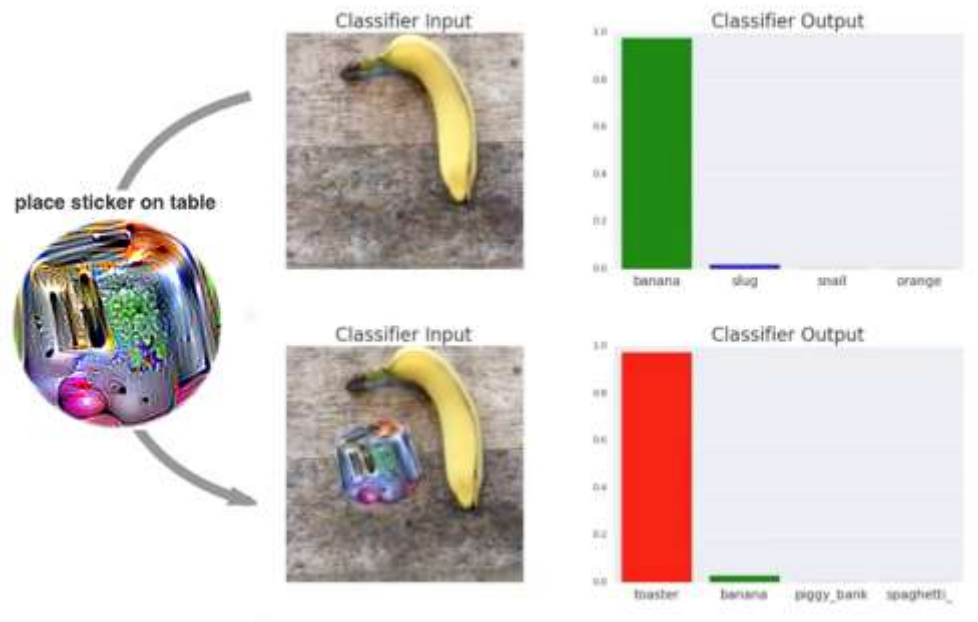 Classifier Input
Classifier Output
1.0
0.8
0.6
0.4
0.2
0.0
banana slug snail orange
place sticker on table
Classifier Input
Classifier Output
1.0
0.8
0.6
0.4
0.2
0.0
toaster banana piggy_bank spaghetti_